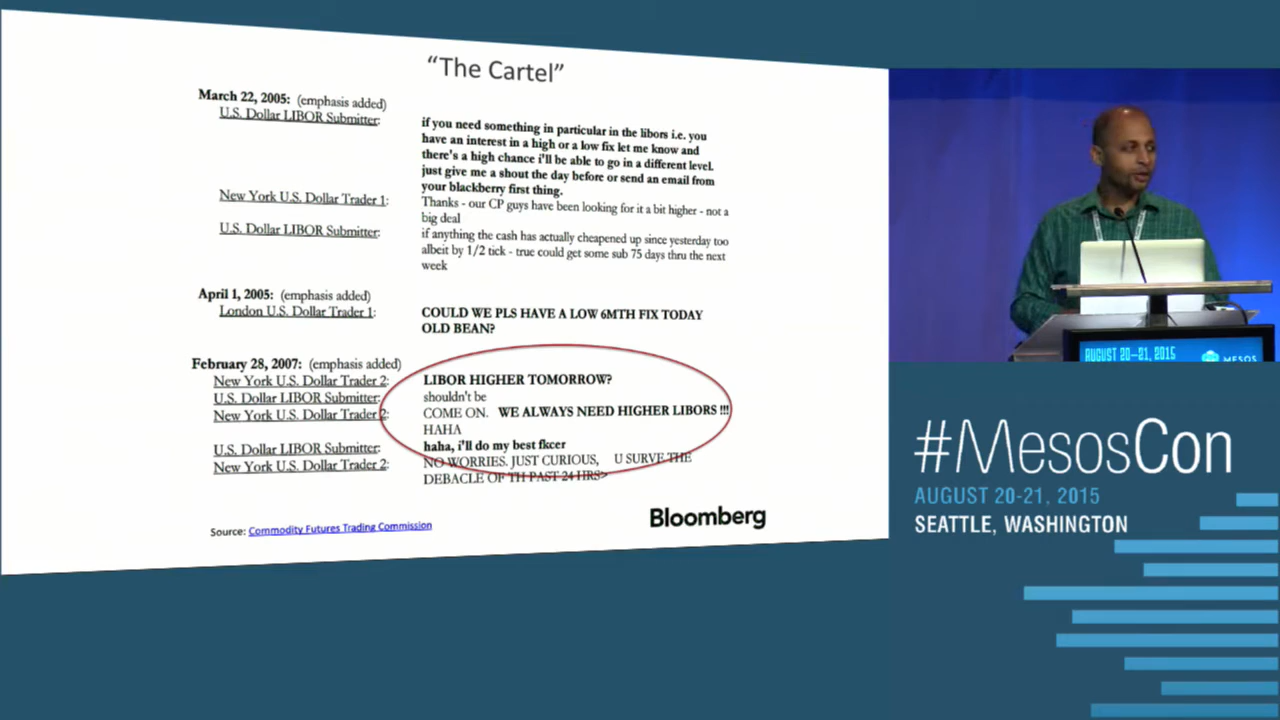 “The Cartel”
March 22, 2005: (emphasis added)
U.S. Dollar LIBOR Submitter:
if you need something in particular in the libors i.e. you
have an interest in a high or a low fix let me know and
there's a high chance i'll be able to go in a different level.
just give me a shout the day before or send an email from
your blackberry first thing.
New York U.S. Dollar Trader 1:
Thanks - our CP guys have been looking for it a bit higher - not a
big deal
U.S. Dollar LIBOR Submitter:
if anything the cash has actually cheapened up since yesterday too
albeit by 1/2 tick - true could get some sub 75 days thru the next
week
April 1, 2005: (emphasis added)
London U.S. Dollar Trader 1:
COULD WE PLS HAVE A LOW 6MTH FIX TODAY
OLD BEAN?
February 28, 2007: (emphasis added)
New York U.S. Dollar Trader 2:
LIBOR HIGHER TOMORROW?
U.S. Dollar LIBOR Submitter:
shouldn't be
New York U.S. Dollar Trader 2:
COME ON. WE ALWAYS NEED HIGHER LIBORS !!!
HAHA
U.S. Dollar LIBOR Submitter:
haha, i'll do my best fkcer
New York U.S. Dollar Trader 2:
NO WORRIES. JUST CURIOUS, U SURVE THE
DEBACLE OF TH PAST 24 HRS>
Source: Commodity Futures Trading Commission
Bloomberg
AUGUST 20–21, 2015
MESOS
#MesosCon
AUGUST 20-21, 2015
SEATTLE, WASHINGTON